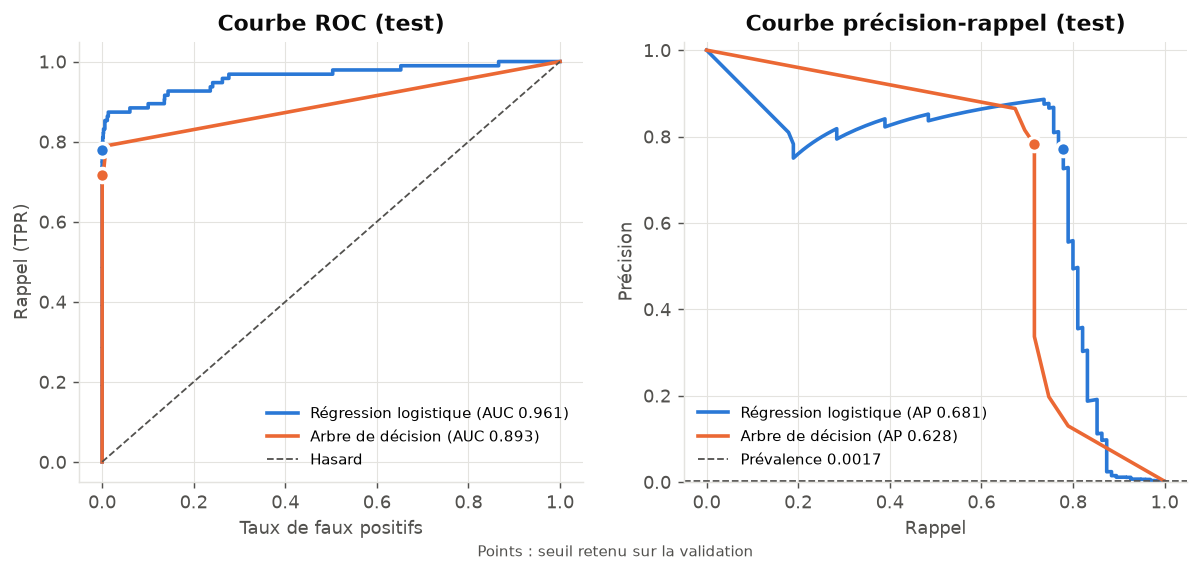 Courbe ROC (test)
1.0
0.8
0.6
0.4
0.2
0.0
Rappel (TPR)
0.0 0.2 0.4 0.6 0.8 1.0
Taux de faux positifs
Régression logistique (AUC 0.961)
Arbre de décision (AUC 0.893)
Hasard
Courbe précision-rappel (test)
1.0
0.8
0.6
0.4
0.2
0.0
Précision
0.0 0.2 0.4 0.6 0.8 1.0
Rappel
Régression logistique (AP 0.681)
Arbre de décision (AP 0.628)
Prévalence 0.0017
Points : seuil retenu sur la validation